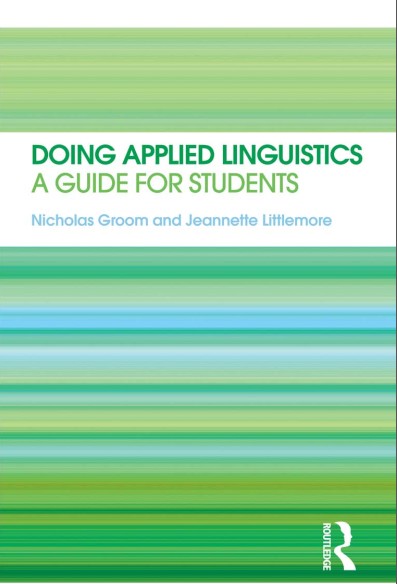 DOING APPLIED LINGUISTICS
A GUIDE FOR STUDENTS
Nicholas Groom and Jeannette Littlemore
ROUTLEDGE